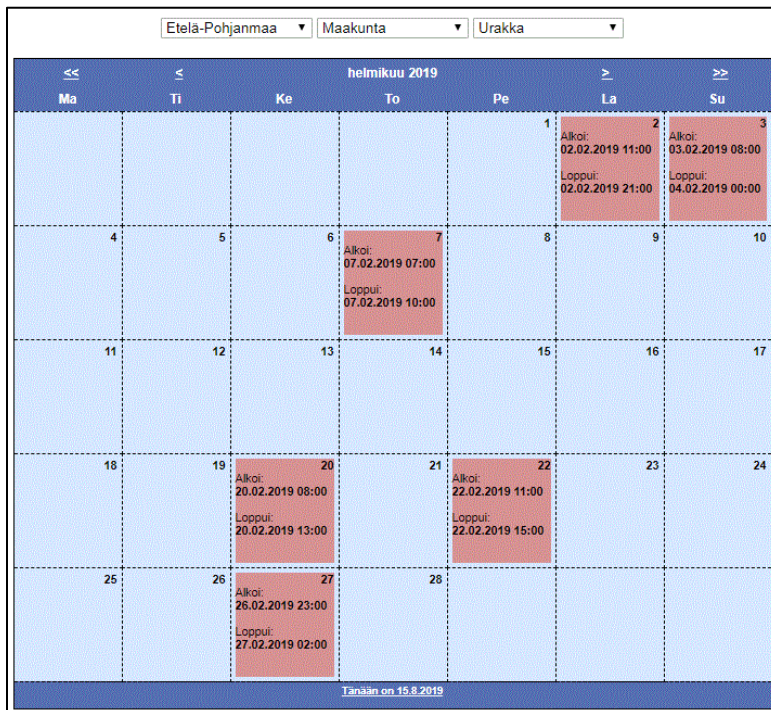 Etelä-Pohjanmaa ▼ Maakunta ▼ Urakka ▼
<< < helmikuu 2019 > >>
Ma Ti Ke To Pe La Su
1 2 3
Alkoi: Alkoi:
02.02.2019 11:00 03.02.2019 08:00
Loppui: Loppui:
02.02.2019 21:00 04.02.2019 00:00
4 5 6 7 8 9 10
Alkoi:
07.02.2019 07:00
Loppui:
07.02.2019 10:00
11 12 13 14 15 16 17
18 19 20 21 22 23 24
Alkoi: Alkoi:
20.02.2019 08:00 22.02.2019 11:00
Loppui: Loppui:
20.02.2019 13:00 22.02.2019 15:00
25 26 27 28
Alkoi:
26.02.2019 23:00
Loppui:
27.02.2019 02:00
Tänään on 15.8.2019